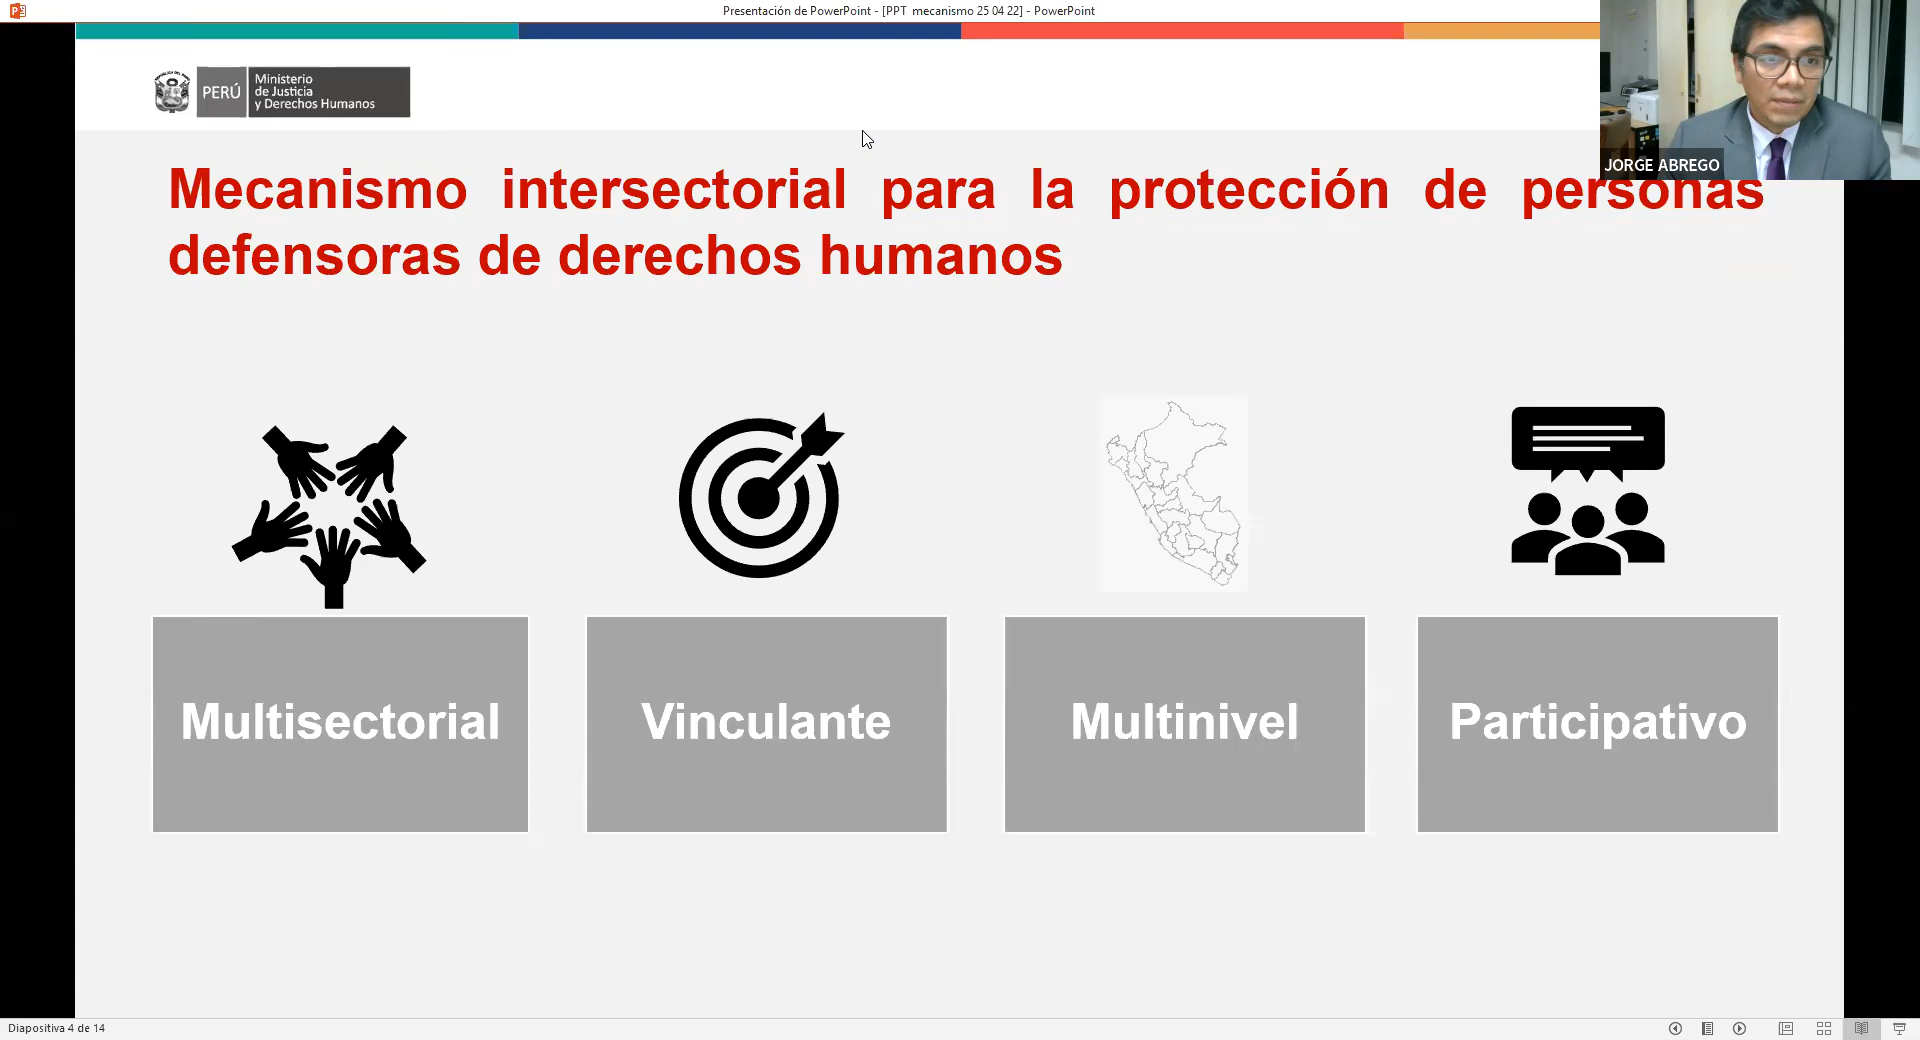 Presentación de PowerPoint - [PPT mecanismo 25 04 22] - PowerPoint
PERÚ
Ministerio
de Justicia
y Derechos Humanos
JORGE ABREGO
Mecanismo intersectorial para la protección de personas
defensoras de derechos humanos
Multisectorial
Vinculante
Multinivel
Participativo
Diapositiva 4 de 14